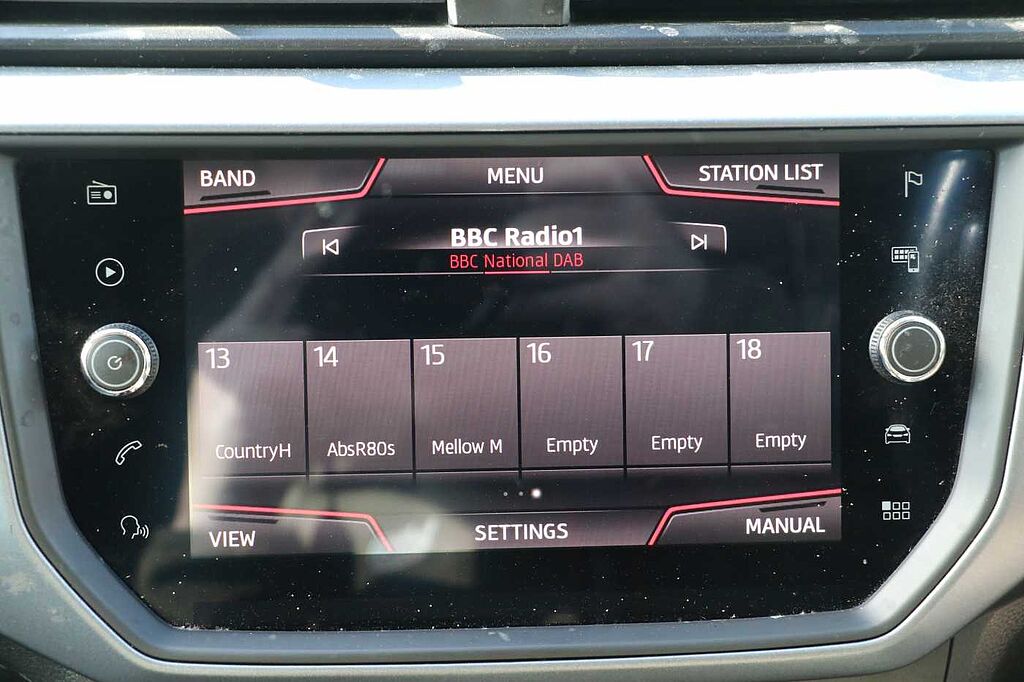 BAND MENU STATION LIST
BBC Radio1
BBC National DAB
13 14 15 16 17 18
CountryH AbsR80s Mellow M Empty Empty Empty
VIEW SETTINGS MANUAL